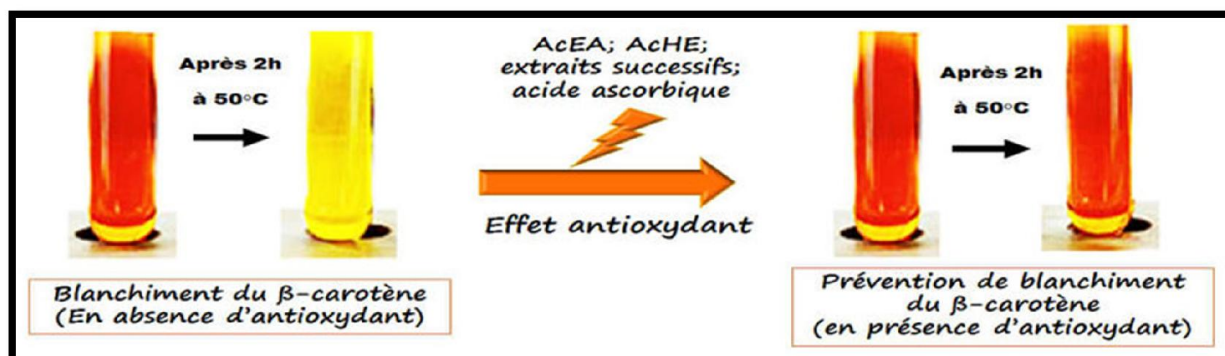 Après 2h
à 50°C
Blanchiment du β-carotène
(En absence d'antioxydant)
AcEA; AcHE;
extraits successifs;
acide ascorbique
Effet antioxydant
Après 2h
à 50°C
Prévention de blanchiment
du β-carotène
(en présence d'antioxydant)